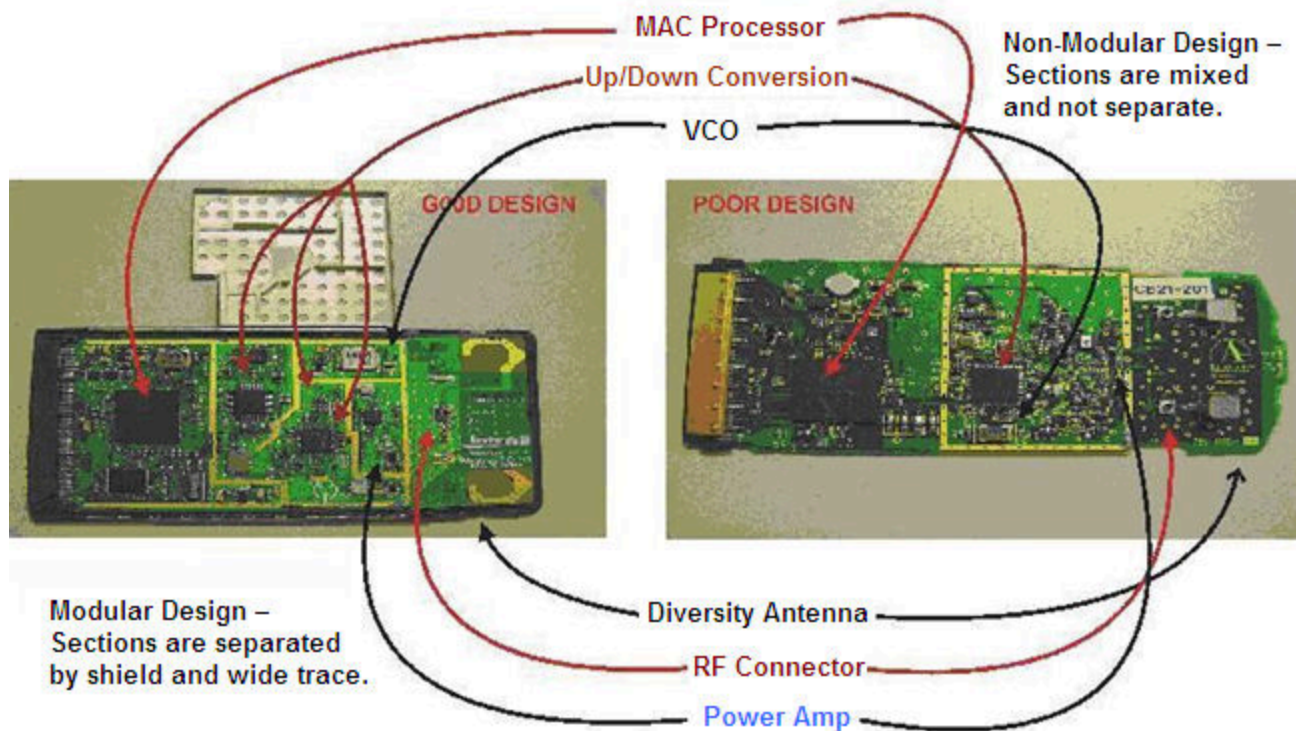 MAC Processor
Up/Down Conversion
VCO
Non-Modular Design –
Sections are mixed
and not separate.
GOOD DESIGN
POOR DESIGN
CB21-201
Modular Design –
Sections are separated
by shield and wide trace.
Diversity Antenna
RF Connector
Power Amp